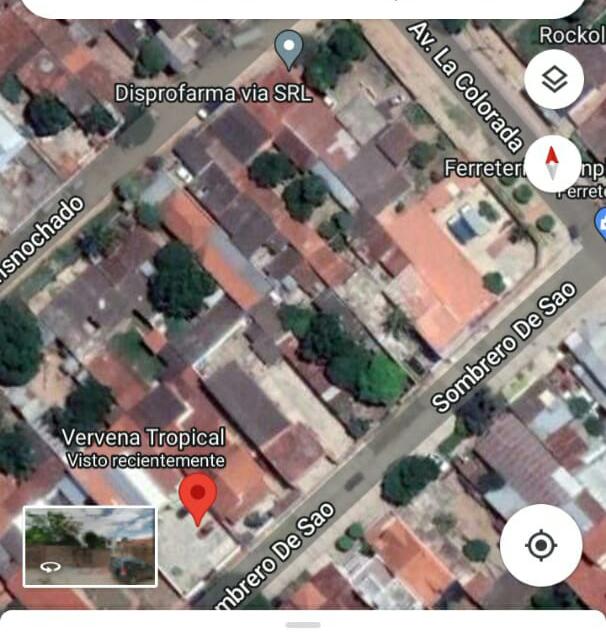 Rockol
Av. La Colorada
Disprofarma via SRL
Ferreter
Ferrete
Sombrero De Sao
Vervena Tropical
Visto recientemente
mbrero De Sao